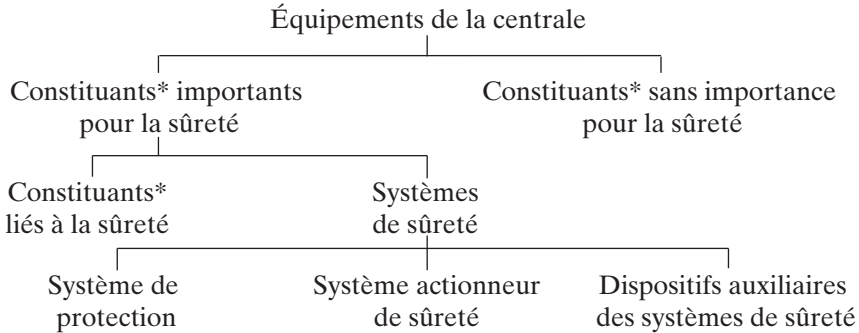 Équipements de la centrale
Constituants* importants
pour la sûreté
Constituants* sans importance
pour la sûreté
Constituants*
liés à la sûreté
Systèmes
de sûreté
Système de
protection
Système actionneur
de sûreté
Dispositifs auxiliaires
des systèmes de sûreté